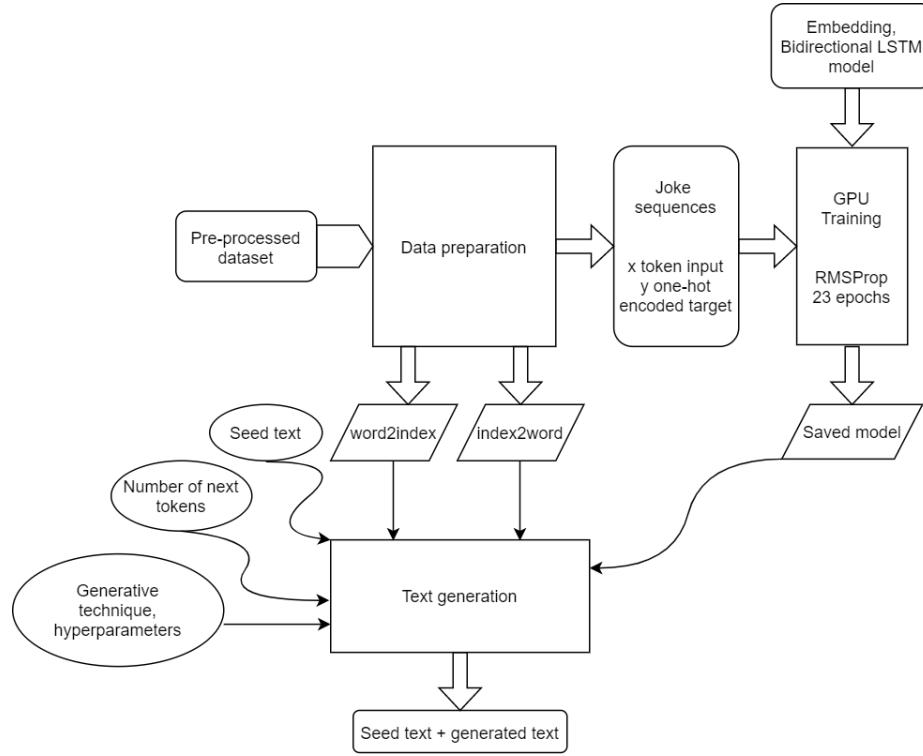 Embedding,
Bidirectional LSTM
model
Pre-processed
dataset
Data preparation
Joke
sequences
x token input
y one-hot
encoded target
GPU
Training
RMSProp
23 epochs
Seed text
word2index
index2word
Saved model
Number of next
tokens
Generative
technique,
hyperparameters
Text generation
Seed text + generated text